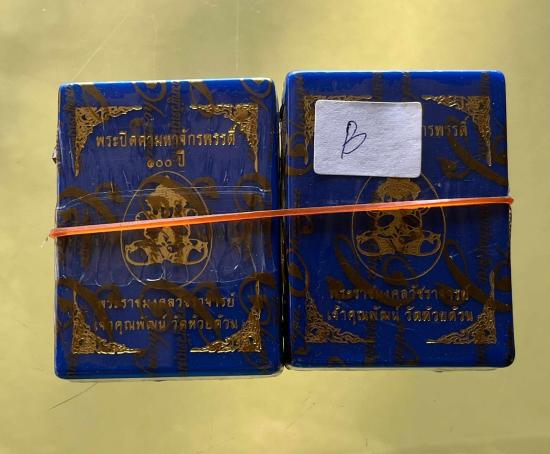 พระปิดตามหาจักรพรรดิ์
๑๐๐ ปี
พระราชมงคลวัชราจารย์
เจ้าคุณพัฒน์ วัดห้วยด้วน
B
จักรพรรดิ์
พระราชมงคลวัชราจารย์
เจ้าคุณพัฒน์ วัดห้วยด้วน